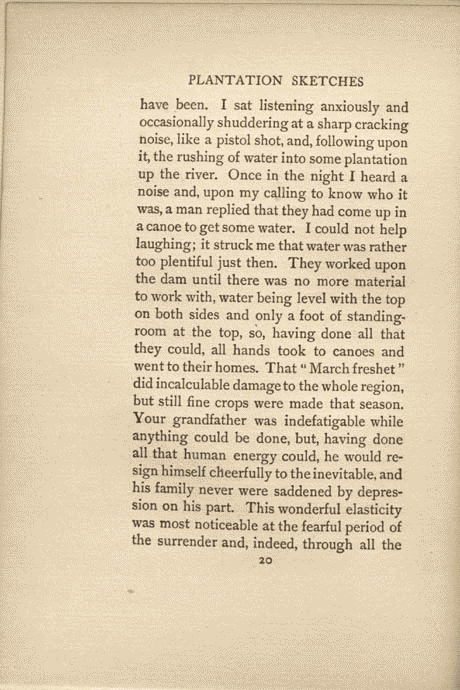 PLANTATION SKETCHES
have been. I sat listening anxiously and
occasionally shuddering at a sharp cracking
noise, like a pistol shot, and, following upon
it, the rushing of water into some plantation
up the river. Once in the night I heard a
noise and, upon my calling to know who it
was, a man replied that they had come up in
a canoe to get some water. I could not help
laughing; it struck me that water was rather
too plentiful just then. They worked upon
the dam until there was no more material
to work with, water being level with the top
on both sides and only a foot of standing-
room at the top, so, having done all that
they could, all hands took to canoes and
went to their homes. That “March freshet”
did incalculable damage to the whole region,
but still fine crops were made that season.
Your grandfather was indefatigable while
anything could be done, but, having done
all that human energy could, he would re-
sign himself cheerfully to the inevitable, and
his family never were saddened by depres-
sion on his part. This wonderful elasticity
was most noticeable at the fearful period of
the surrender and, indeed, through all the
20